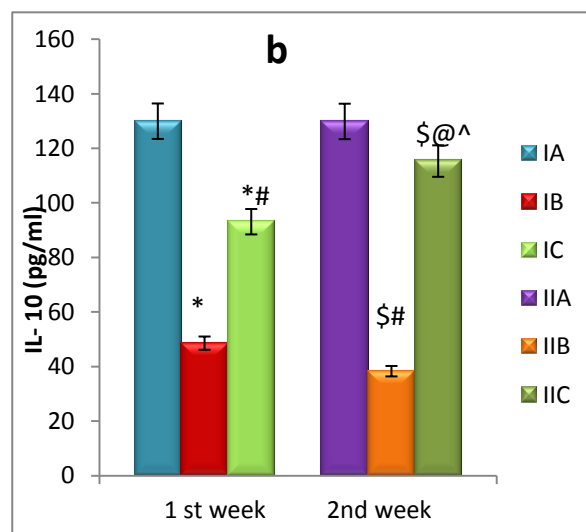 b
IL- 10 (pg/ml)
160
140
120
100
80
60
40
20
0
*
*#
$#
$@^
1 st week
2nd week
IA
IB
IC
IIA
IIB
IIC